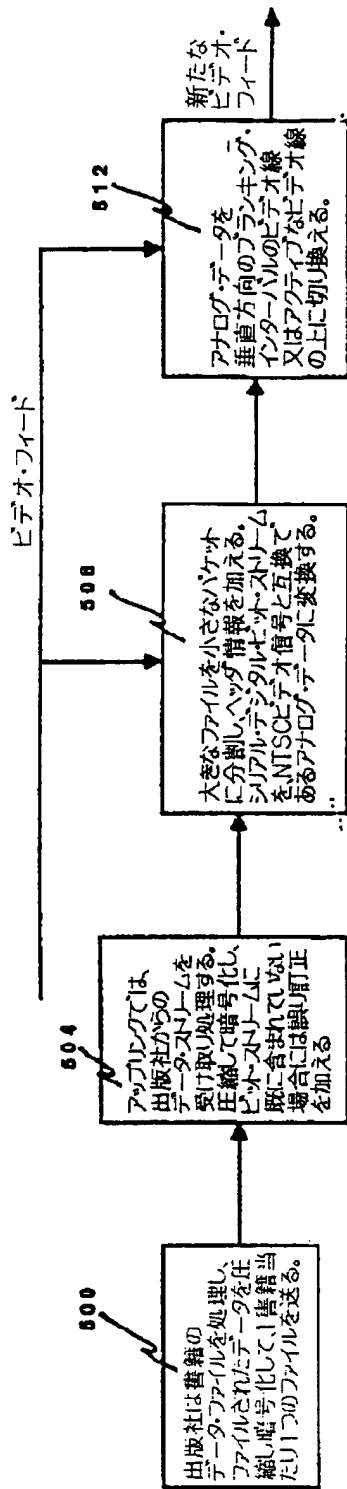 500
出版社は書籍の
データ・ファイルを処理し、
ファイルされたデータを圧
縮し暗号化して、1書籍当
たり1つのファイルを送る。
504
アップリンクでは、
出版社からの
データ・ストリームを
受け取り処理する。
圧縮して暗号化し、
ビット・ストリームに
既に含まれていない
場合には誤り訂正
を加える
ビデオ・フィード
508
大きなファイルを小さなパケット
に分割し、ヘッダ情報を加える。
シリアル・デジタル・ビット・ストリーム
を、NTSCビデオ信号と互換で
あるアナログ・データに変換する。
512
アナログ・データを
垂直方向のブランキング・
インターバルのビデオ線
又はアクティブなビデオ線
の上に切り換える。
新たな
ビデオ・
フィード